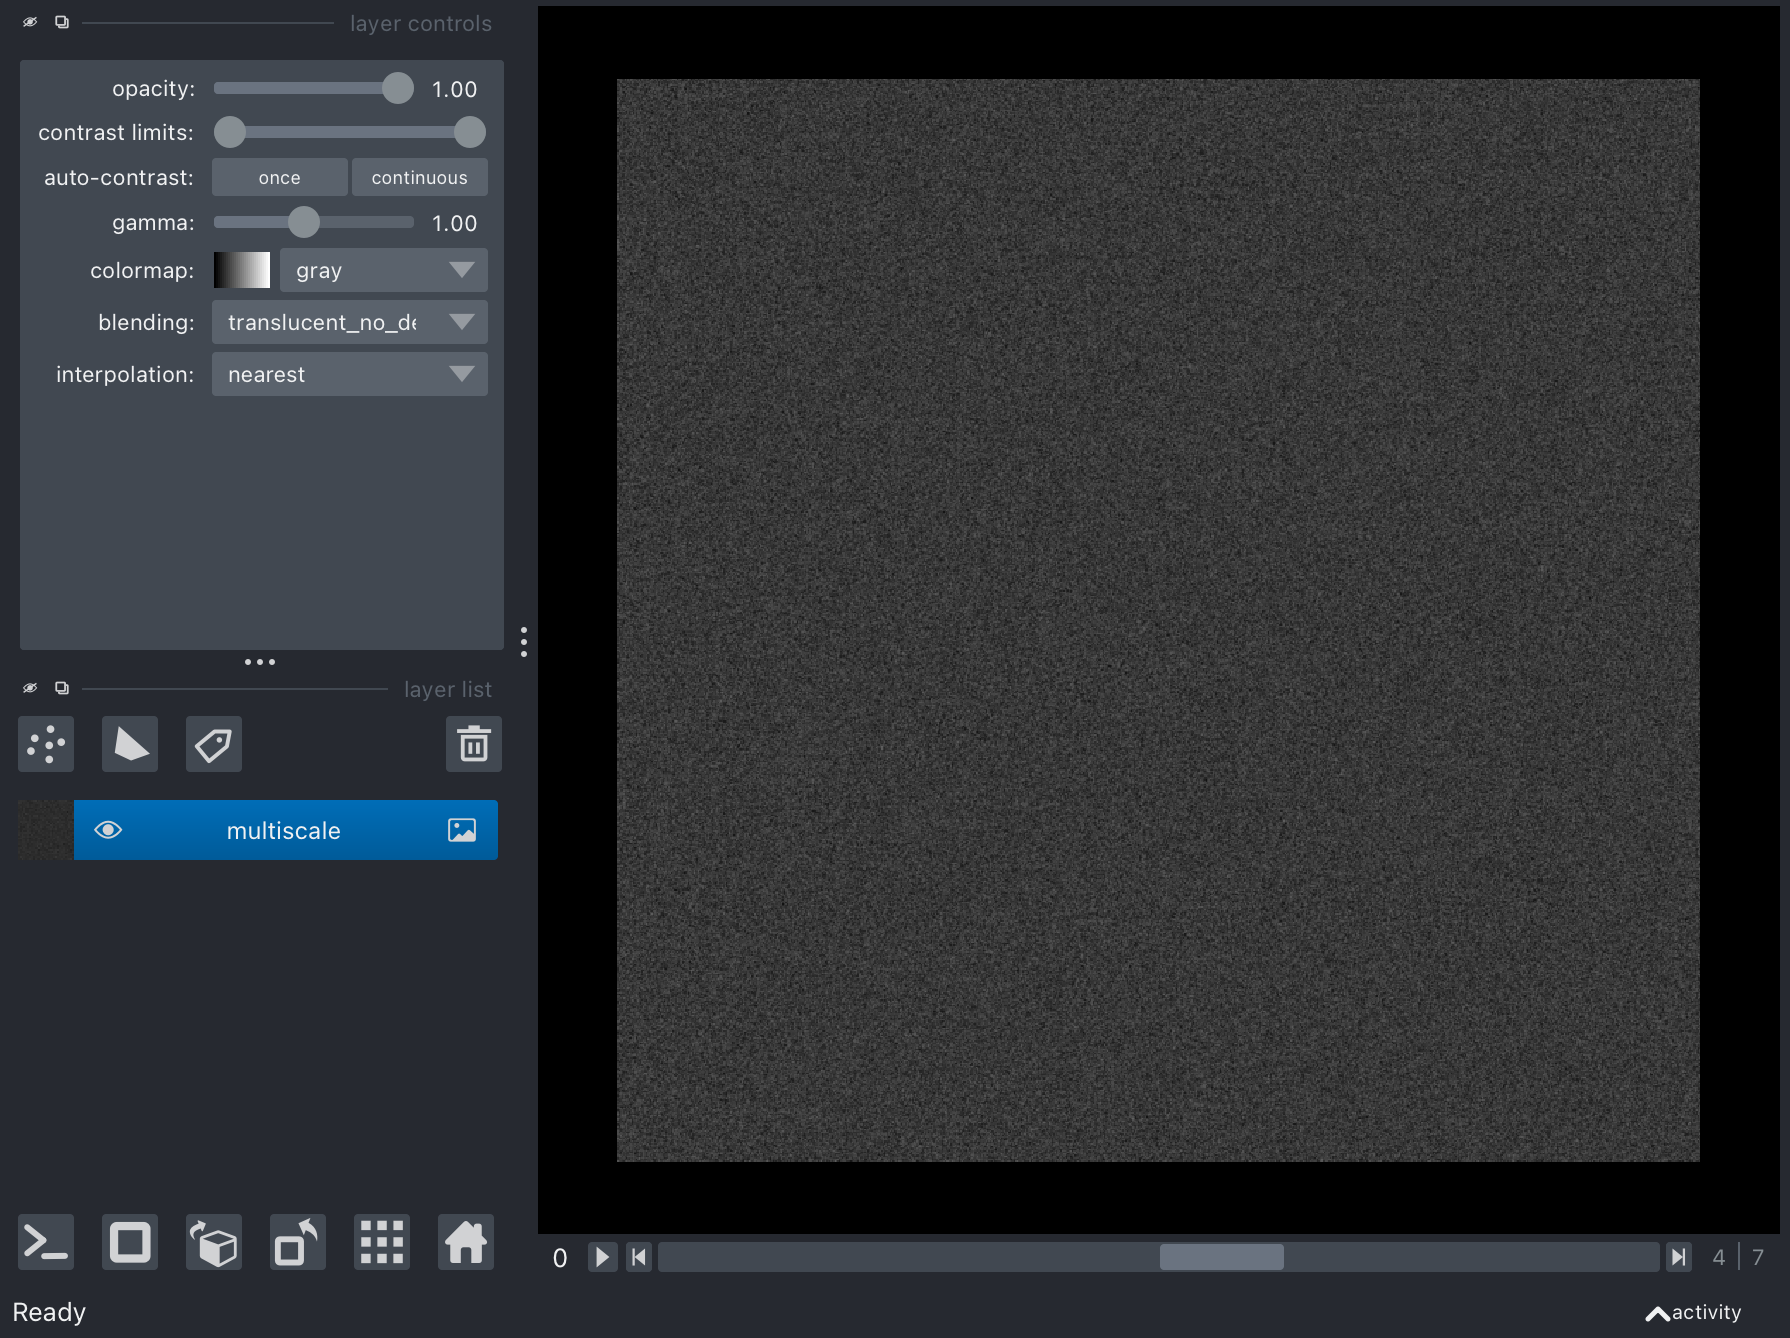 layer controls
opacity: 1.00
contrast limits:
auto-contrast: once continuous
gamma: 1.00
colormap: gray
blending: translucent_no_de
interpolation: nearest
layer list
multiscale
0 4 | 7
Ready
activity